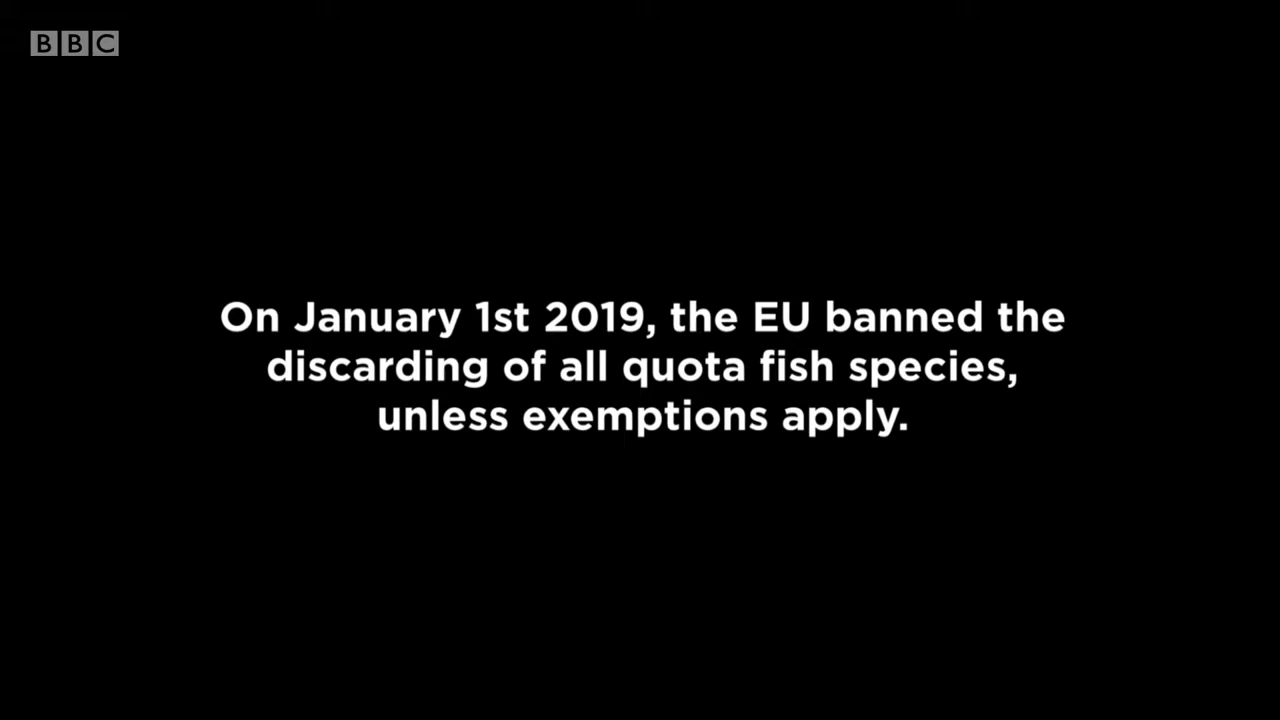 BBC
On January 1st 2019, the EU banned the
discarding of all quota fish species,
unless exemptions apply.